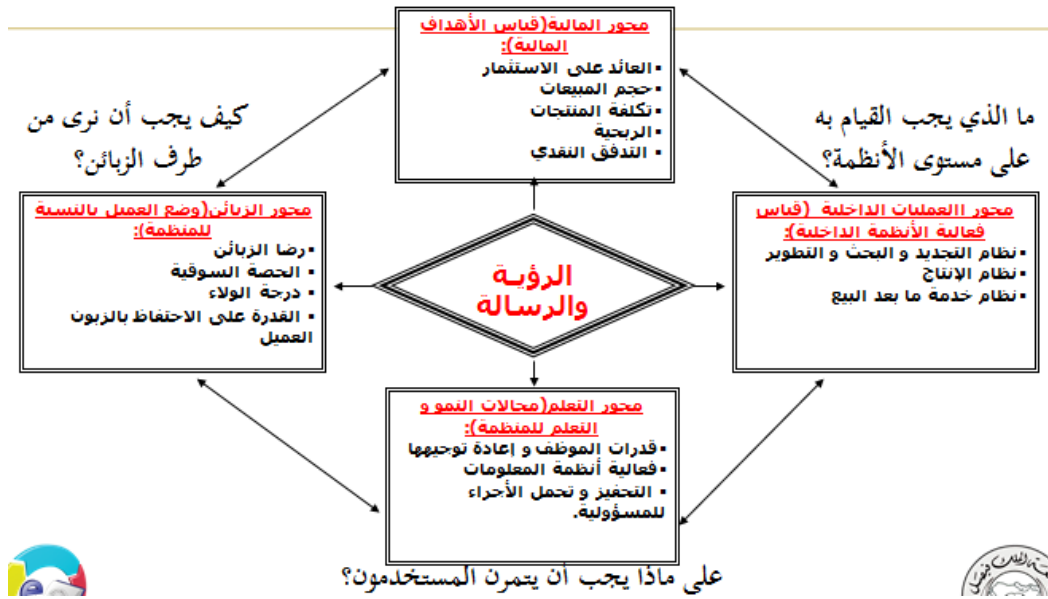 محور المالية(قياس الأهداف
المالية):
▪العائد على الاستثمار
▪حجم المبيعات
▪تكلفة المنتجات
▪الربحية
▪ التدفق النقدي
ما الذي يجب القيام به
على مستوى الأنظمة؟
كيف يجب أن نرى من
طرف الزبائن؟
محور االعمليات الداخلية (قياس
فعالية الأنظمة الداخلية):
▪نظام التجديد و البحث و التطوير
▪نظام الإنتاج
▪نظام خدمة ما بعد البيع
الرؤيـة
والرسالة
محور الزبائن(وضع العميل بالنسبة
للمنظمة):
▪رضا الزبائن
▪ الحصة السوقية
▪ درجة الولاء
▪ القدرة على الاحتفاظ بالزبون
العميل
محور التعلم(مجالات النمو و
التعلم للمنظمة):
▪قدرات الموظف و إعادة توجيهها
▪فعالية أنظمة المعلومات
▪ التحفيز و تحمل الأجراء
للمسؤولية.
على ماذا يجب أن يتمرن المستخدمون؟